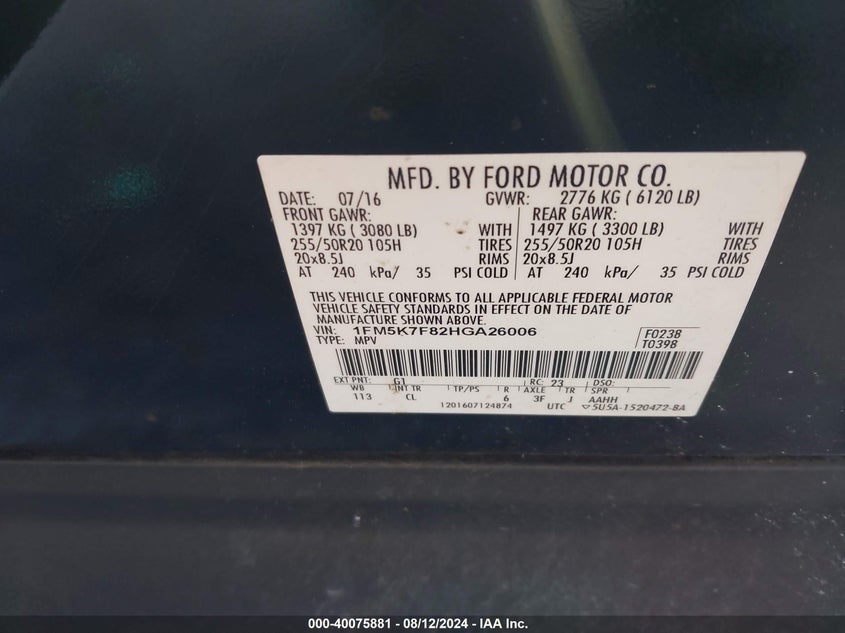 MFD. BY FORD MOTOR CO.
DATE: 07/16 GVWR: 2776 KG ( 6120 LB)
FRONT GAWR: REAR GAWR:
1397 KG ( 3080 LB) WITH 1497 KG ( 3300 LB) WITH
255/50R20 105H TIRES 255/50R20 105H TIRES
20x8.5J RIMS 20x8.5J RIMS
AT 240 kPa/ 35 PSI COLD AT 240 kPa/ 35 PSI COLD
THIS VEHICLE CONFORMS TO ALL APPLICABLE FEDERAL MOTOR
VEHICLE SAFETY STANDARDS IN EFFECT ON THE DATE OF
MANUFACTURE SHOWN ABOVE.
VIN: 1FM5K7F82HGA26006 F0238
TYPE: MPV T0398
EXT PNT: G1 RC: 23 DSO:
WB INT TR TP/PS R AXLE TR SPR
113 CL 6 3F J AAHH
1201607124874 UTC ▽5U5A-1520472-BA
000-40075881 - 08/12/2024 - IAA Inc.